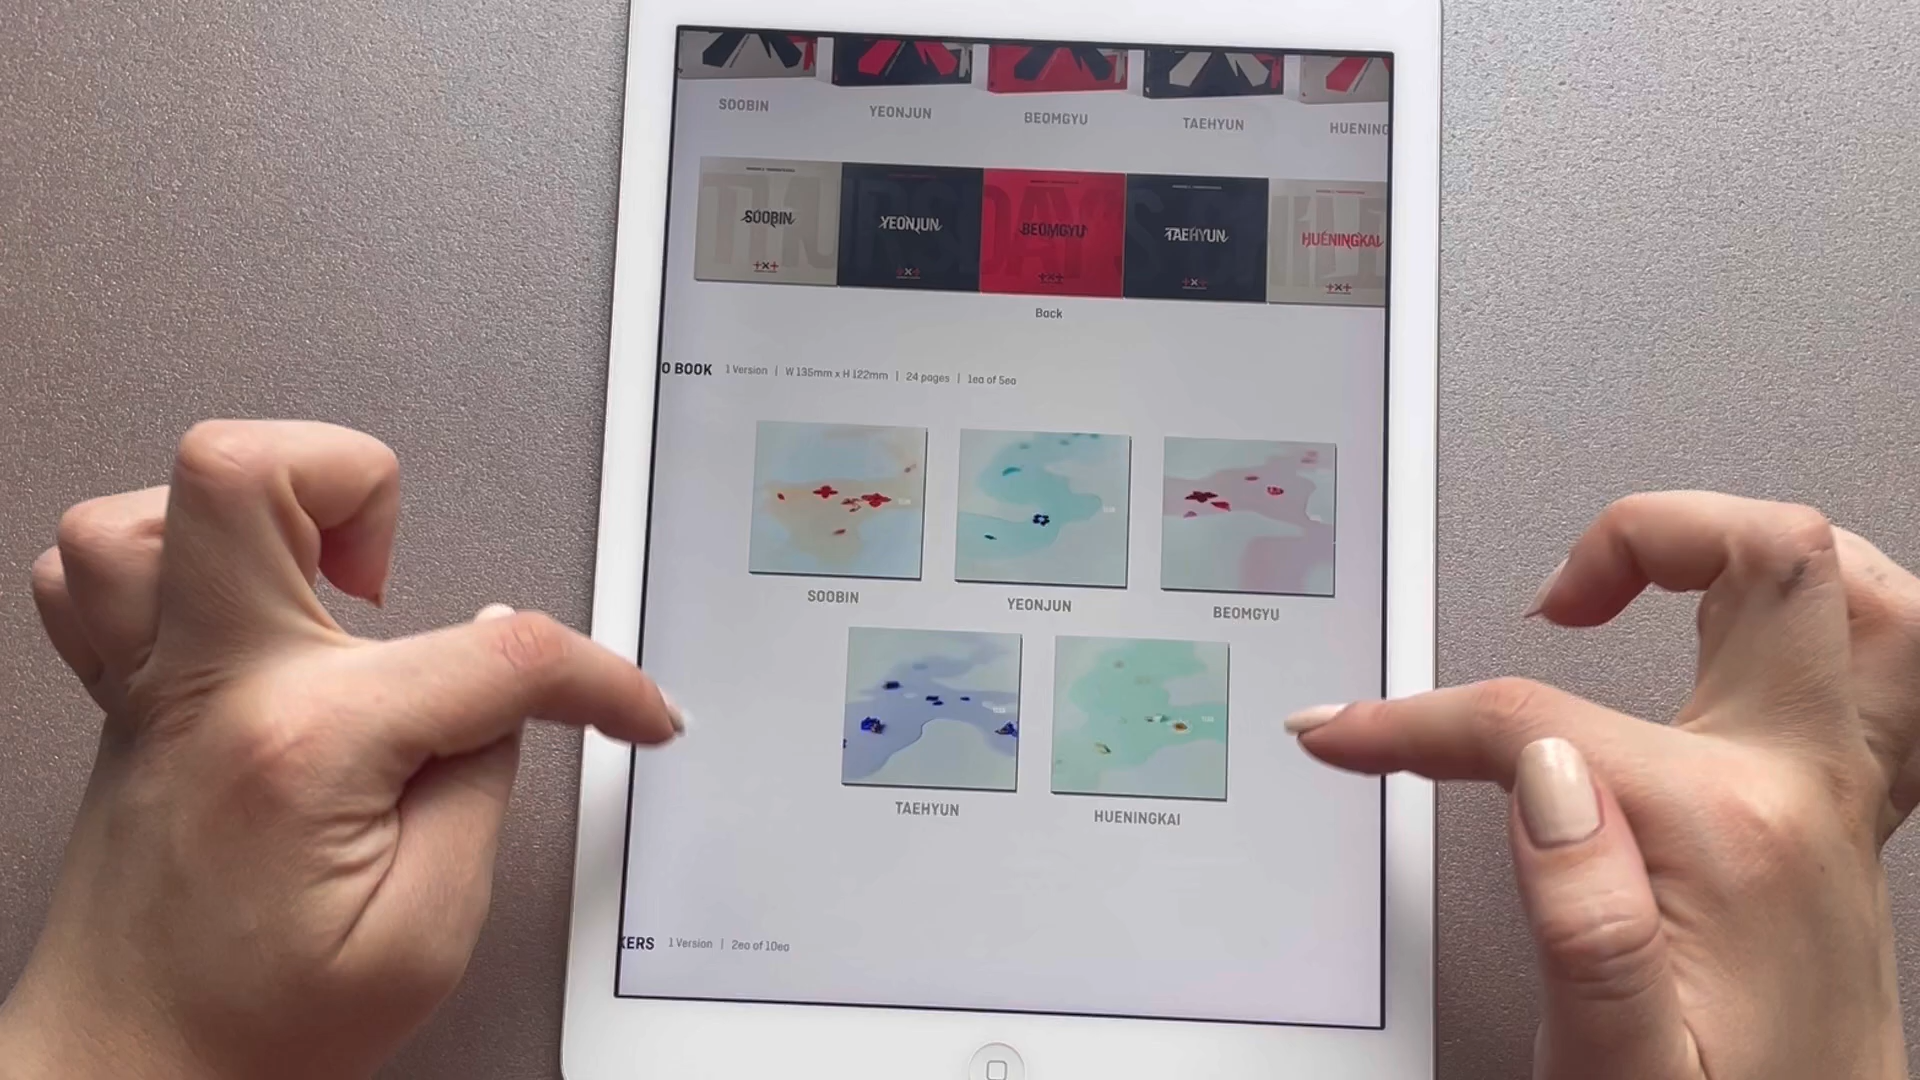 SOOBIN YEONJUN BEOMGYU TAEHYUN HUENING
SOOBIN YEONJUN BEOMGYU TAEHYUN HUENINGKAI
Back
O BOOK 1 Version | W 135mm x H 122mm | 24 pages | 1ea of 5ea
SOOBIN YEONJUN BEOMGYU
TAEHYUN HUENINGKAI
KERS 1 Version | 2ea of 10ea